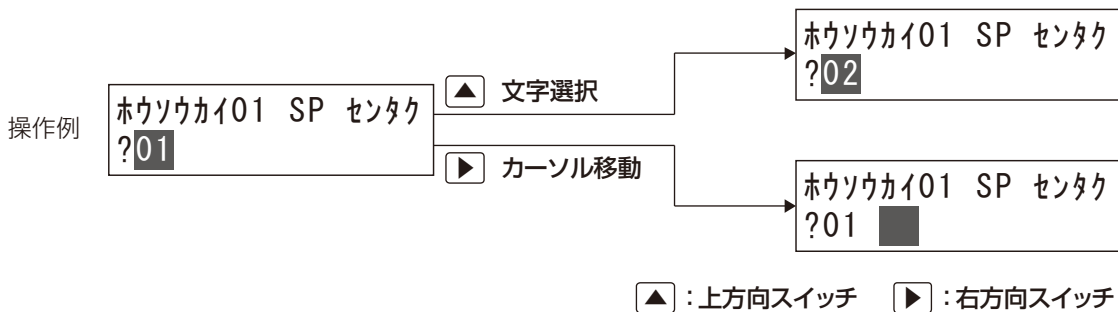 操作例
ホウソウカイ01 SP センタク
?01
▲ 文字選択
▶ カーソル移動
ホウソウカイ01 SP センタク
?02
ホウソウカイ01 SP センタク
?01
▲：上方向スイッチ ▶：右方向スイッチ